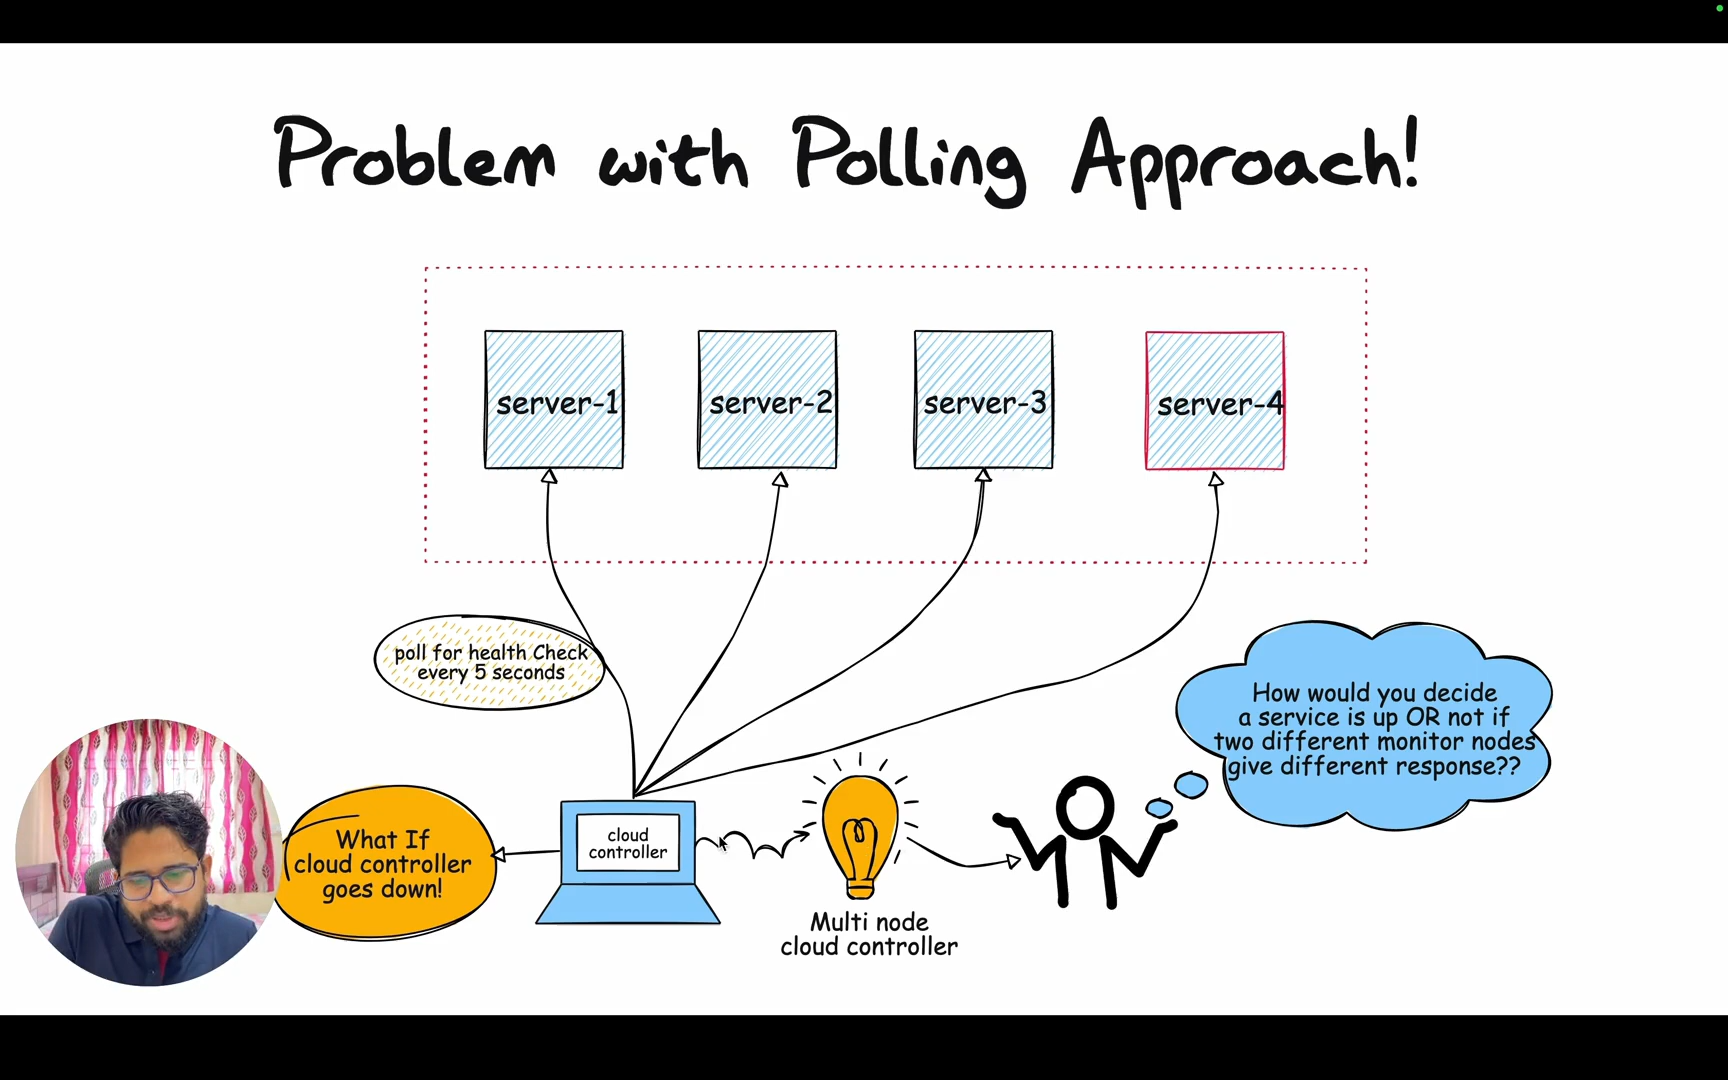 Problem with Polling Approach!
server-1
server-2
server-3
server-4
poll for health Check
every 5 seconds
How would you decide
a service is up OR not if
two different monitor nodes
give different response??
What If
cloud controller
goes down!
cloud
controller
Multi node
cloud controller